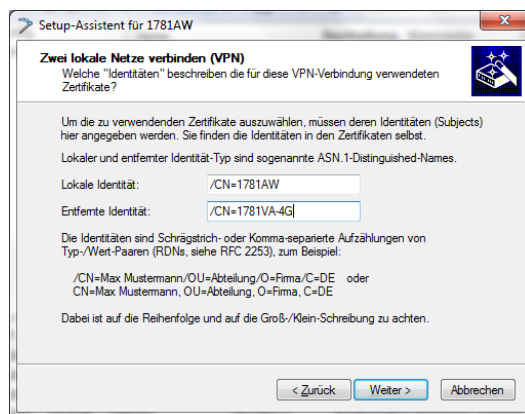 Setup-Assistent für 1781AW
Zwei lokale Netze verbinden (VPN)
Welche "Identitäten" beschreiben die für diese VPN-Verbindung verwendeten
Zertifikate?
Um die zu verwendenden Zertifikate auszuwählen, müssen deren Identitäten (Subjects)
hier angegeben werden. Sie finden die Identitäten in den Zertifikaten selbst.
Lokaler und entfernter Identität-Typ sind sogenannte ASN.1-Distinguished-Names.
Lokale Identität: /CN=1781AW
Entfernte Identität: /CN=1781VA-4G
Die Identitäten sind Schrägstrich- oder Komma-separierte Aufzählungen von
Typ-/Wert-Paaren (RDNs, siehe RFC 2253), zum Beispiel:
/CN=Max Mustermann/OU=Abteilung/O=Firma/C=DE oder
CN=Max Mustermann, OU=Abteilung, O=Firma, C=DE
Dabei ist auf die Reihenfolge und auf die Groß-/Klein-Schreibung zu achten.
< Zurück Weiter > Abbrechen